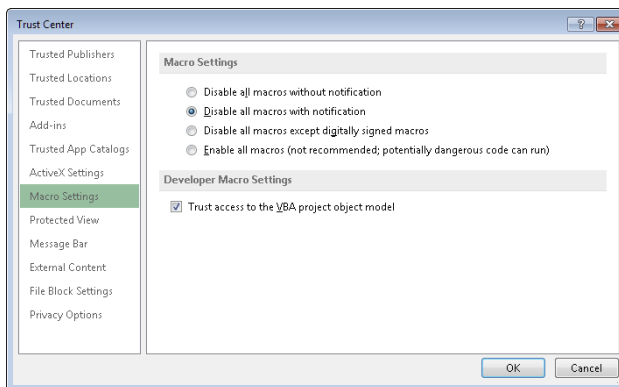 Trust Center
Trusted Publishers
Trusted Locations
Trusted Documents
Add-ins
Trusted App Catalogs
ActiveX Settings
Macro Settings
Protected View
Message Bar
External Content
File Block Settings
Privacy Options
Macro Settings
Disable all macros without notification
Disable all macros with notification
Disable all macros except digitally signed macros
Enable all macros (not recommended; potentially dangerous code can run)
Developer Macro Settings
Trust access to the VBA project object model
OK Cancel